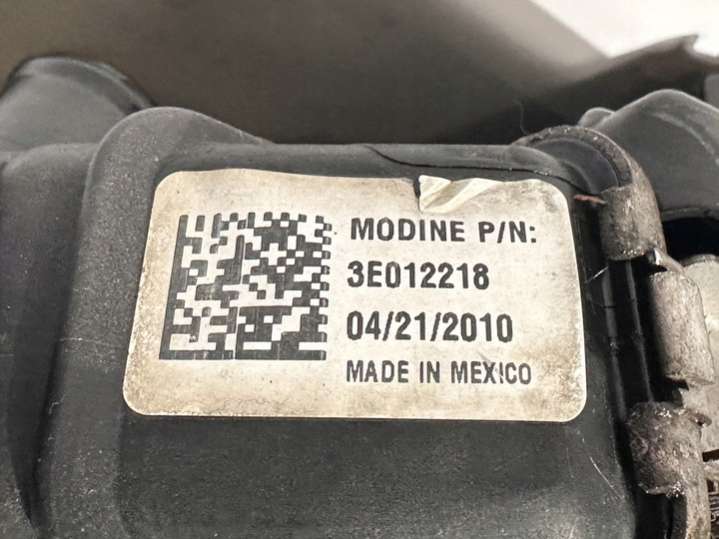 MODINE P/N:
3E012218
04/21/2010
MADE IN MEXICO